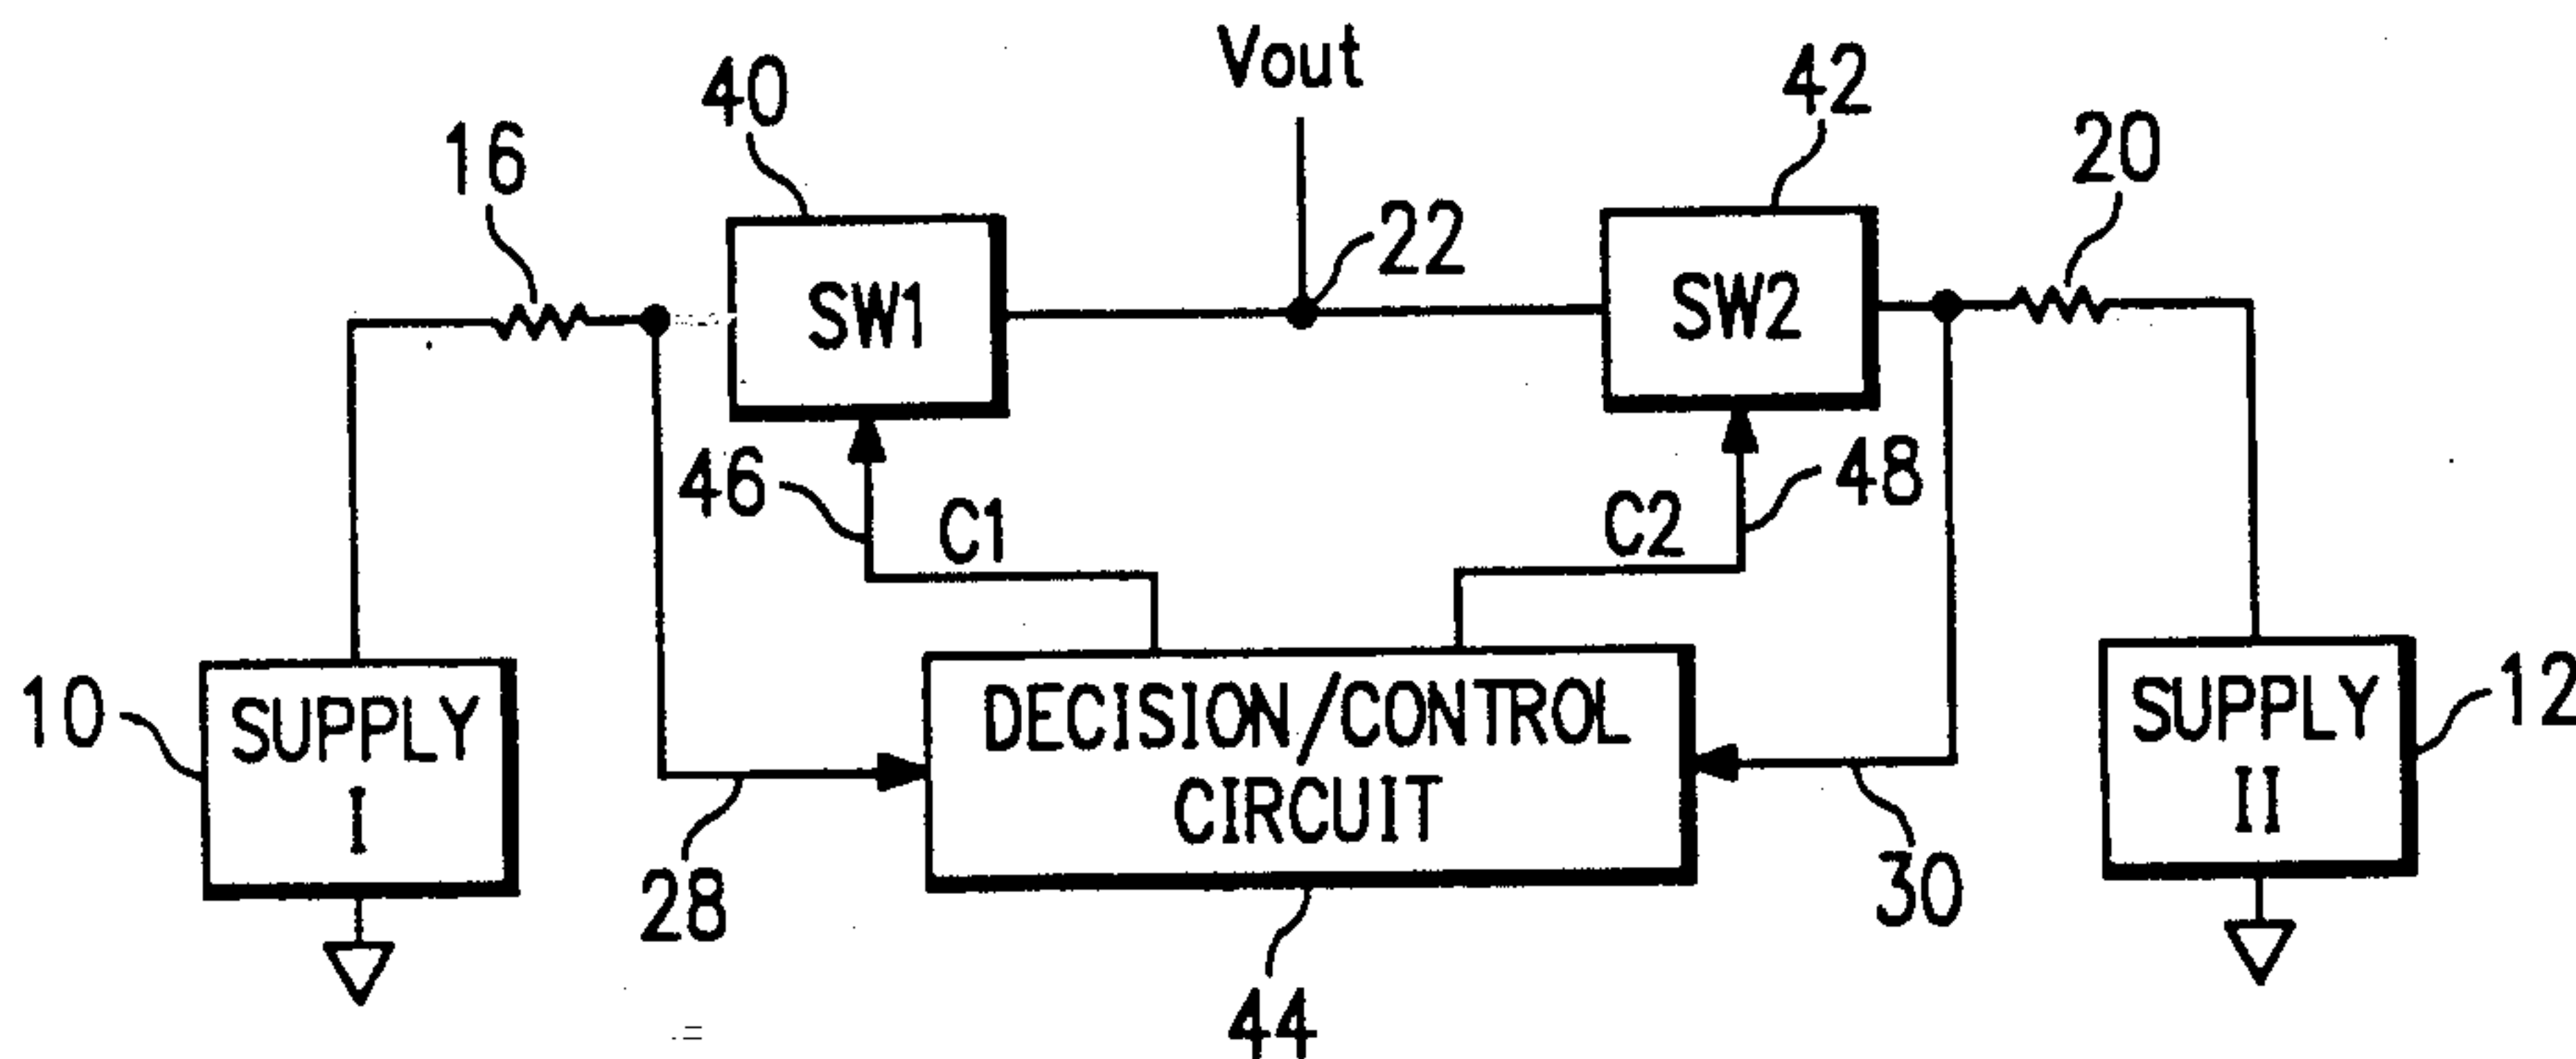 Vout
40
42
16
20
22
SW1
SW2
46
C1
C2
48
10
SUPPLY
I
DECISION/CONTROL
CIRCUIT
SUPPLY
II
12
28
30
44